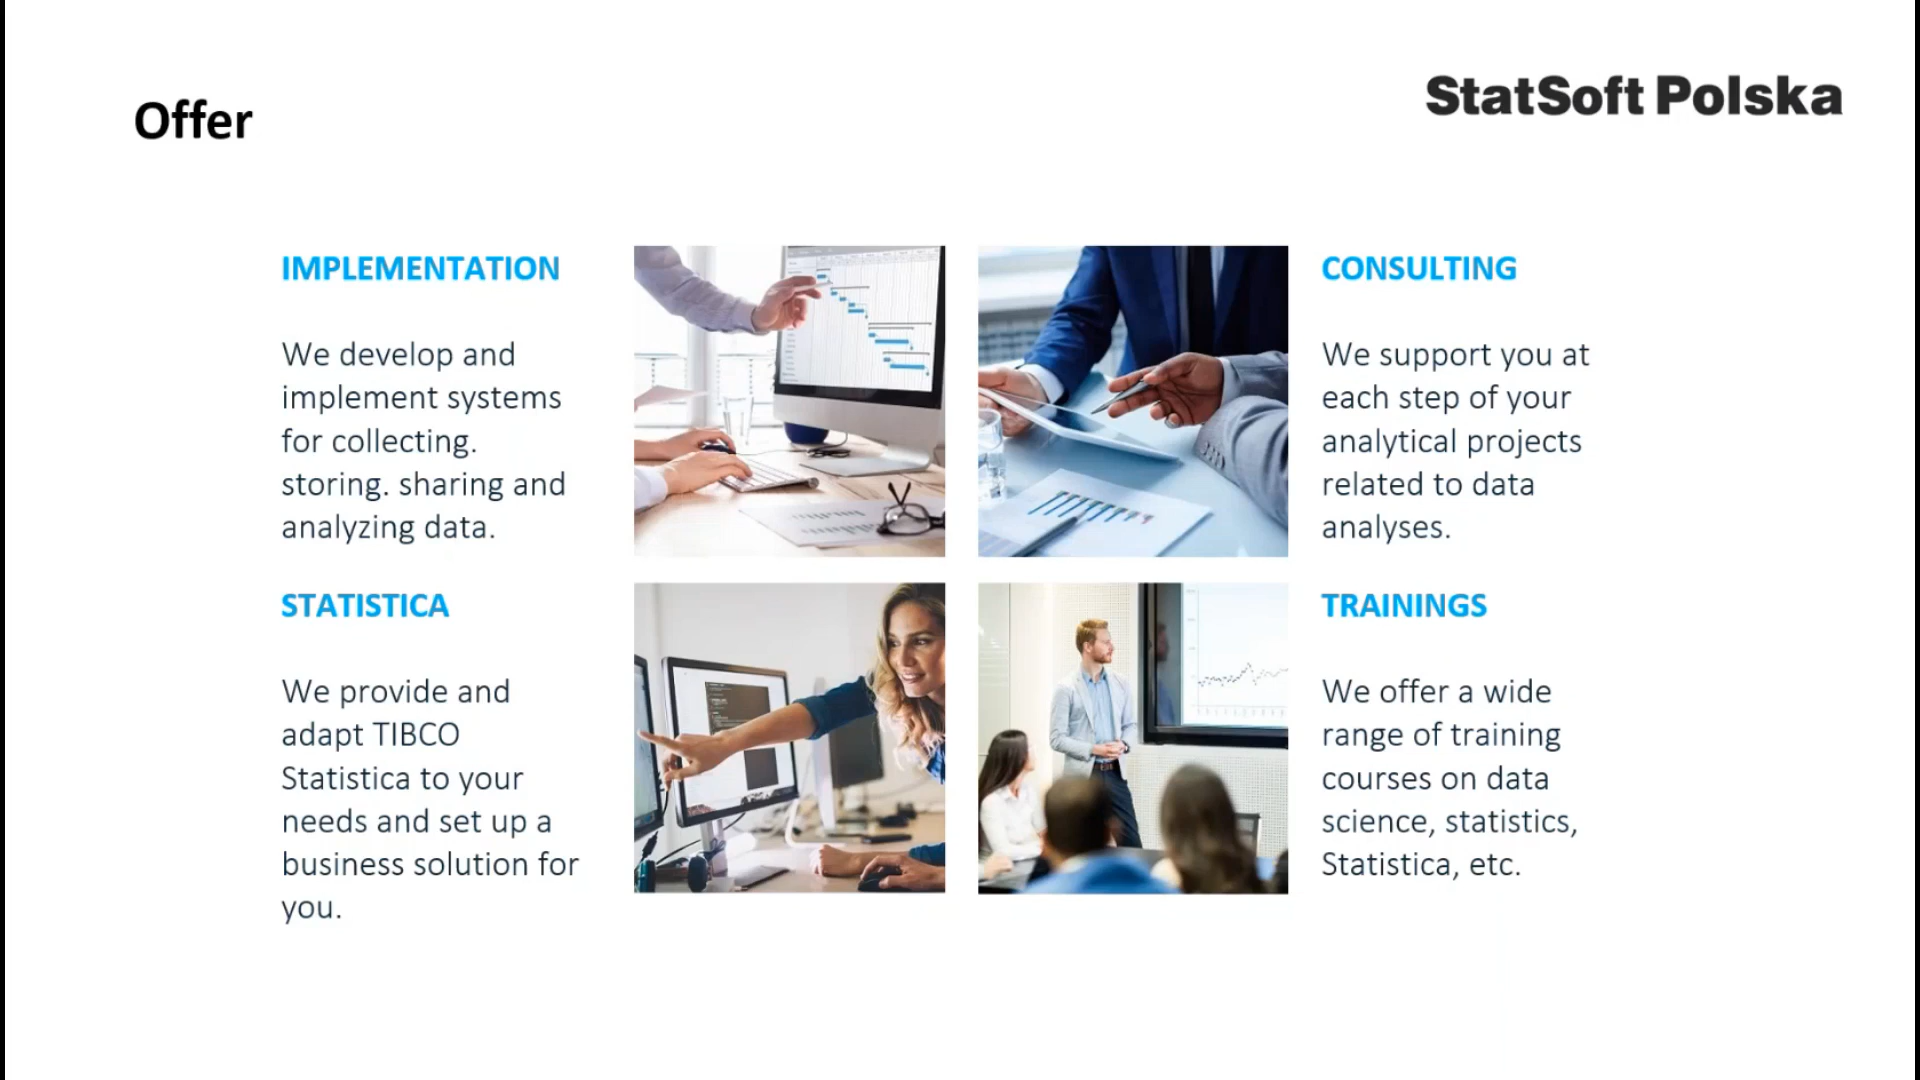 Offer
StatSoft Polska
IMPLEMENTATION
We develop and
implement systems
for collecting.
storing. sharing and
analyzing data.
CONSULTING
We support you at
each step of your
analytical projects
related to data
analyses.
STATISTICA
We provide and
adapt TIBCO
Statistica to your
needs and set up a
business solution for
you.
TRAININGS
We offer a wide
range of training
courses on data
science, statistics,
Statistica, etc.